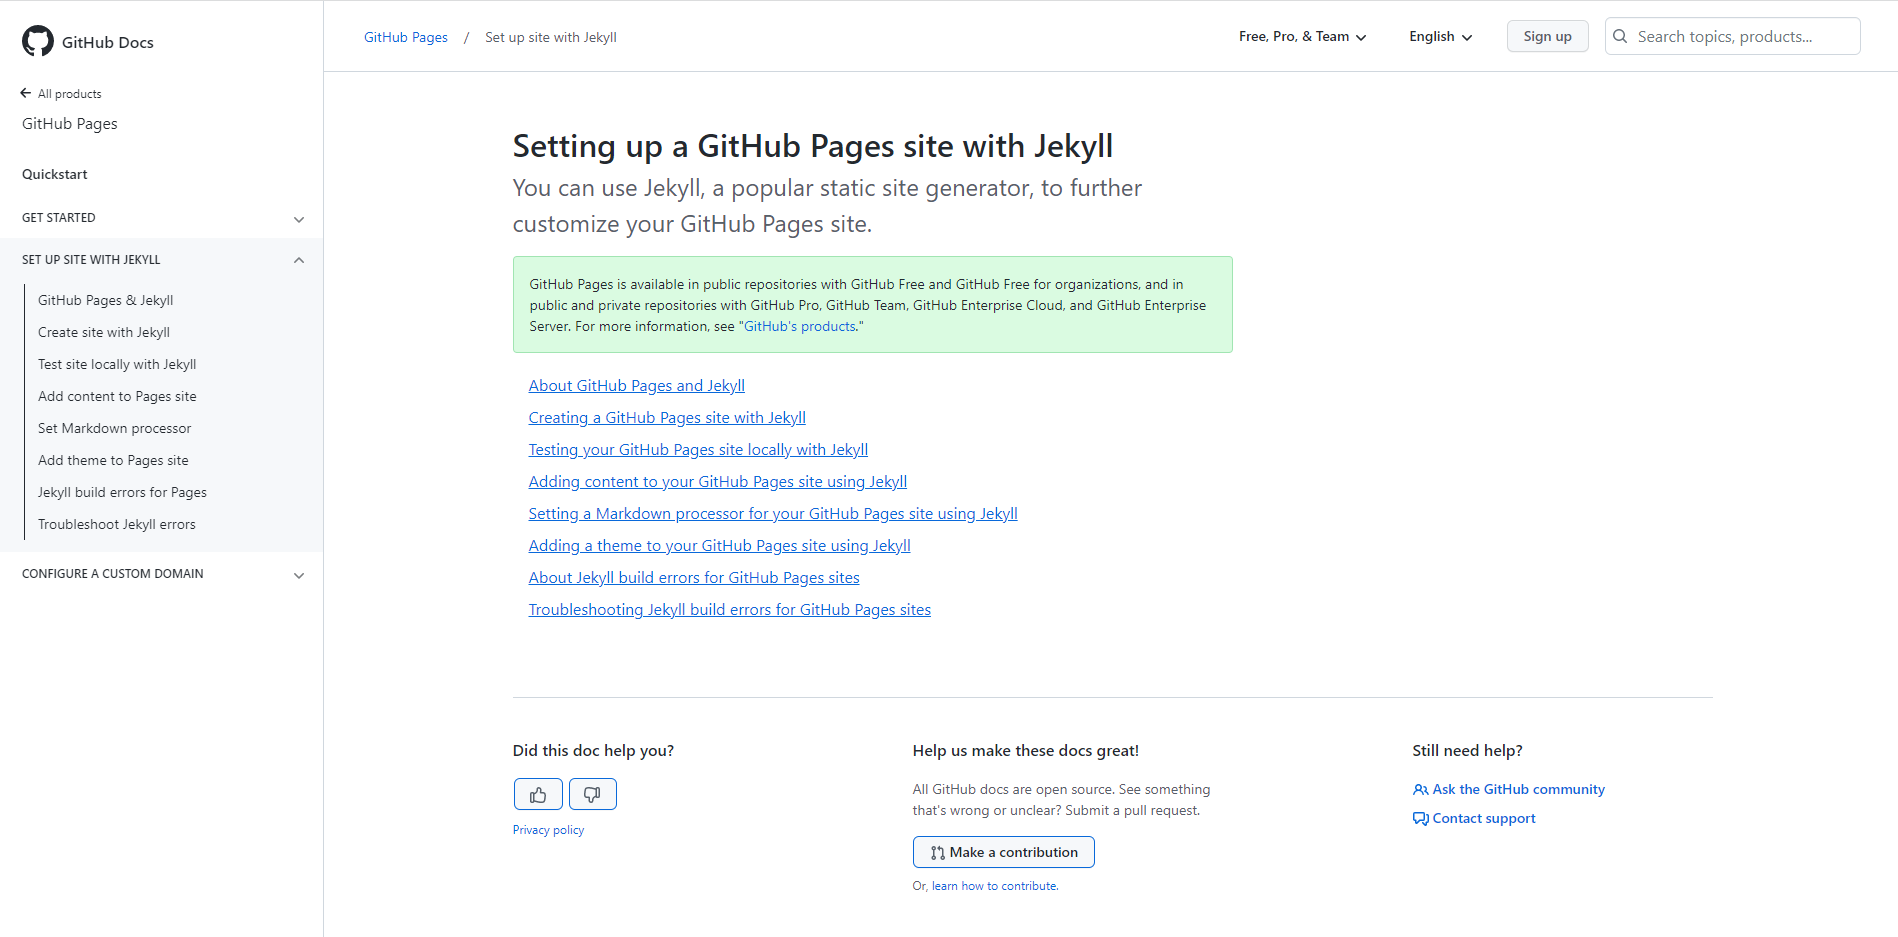 GitHub Docs
All products
GitHub Pages
Quickstart
GET STARTED
SET UP SITE WITH JEKYLL
GitHub Pages & Jekyll
Create site with Jekyll
Test site locally with Jekyll
Add content to Pages site
Set Markdown processor
Add theme to Pages site
Jekyll build errors for Pages
Troubleshoot Jekyll errors
CONFIGURE A CUSTOM DOMAIN
GitHub Pages / Set up site with Jekyll
Free, Pro, & Team
English
Sign up
Search topics, products...
Setting up a GitHub Pages site with Jekyll
You can use Jekyll, a popular static site generator, to further
customize your GitHub Pages site.
GitHub Pages is available in public repositories with GitHub Free and GitHub Free for organizations, and in
public and private repositories with GitHub Pro, GitHub Team, GitHub Enterprise Cloud, and GitHub Enterprise
Server. For more information, see "GitHub's products."
About GitHub Pages and Jekyll
Creating a GitHub Pages site with Jekyll
Testing your GitHub Pages site locally with Jekyll
Adding content to your GitHub Pages site using Jekyll
Setting a Markdown processor for your GitHub Pages site using Jekyll
Adding a theme to your GitHub Pages site using Jekyll
About Jekyll build errors for GitHub Pages sites
Troubleshooting Jekyll build errors for GitHub Pages sites
Did this doc help you?
Privacy policy
Help us make these docs great!
All GitHub docs are open source. See something
that's wrong or unclear? Submit a pull request.
Make a contribution
Or, learn how to contribute.
Still need help?
Ask the GitHub community
Contact support